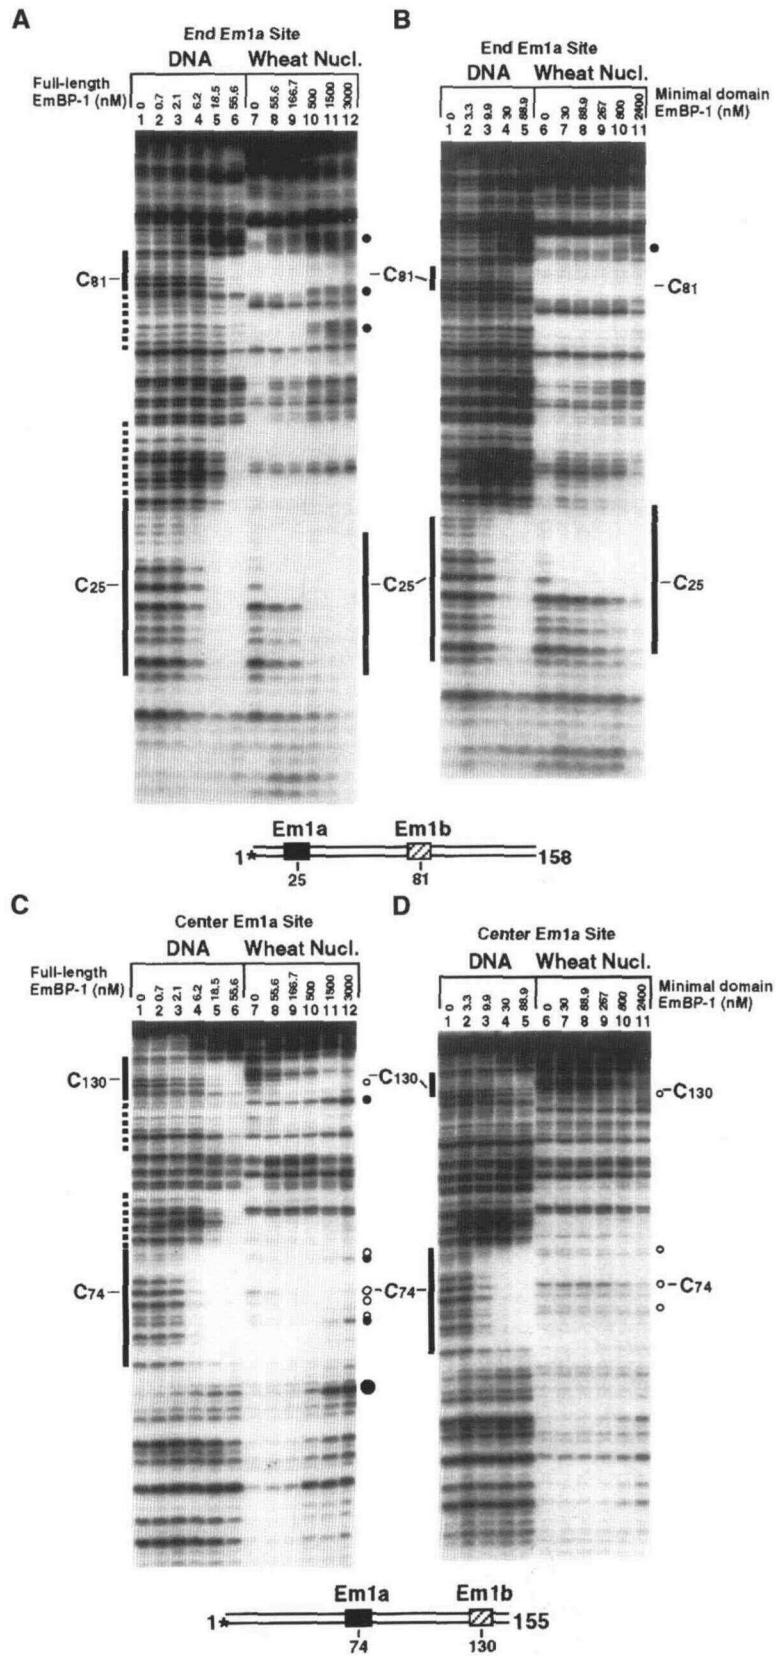 A
End Em1a Site
DNA Wheat Nucl.
Full-length
EmBP-1 (nM)
0 0.7 2.1 6.2 18.5 55.6 0 55.6 166.7 500 1500 3000
1 2 3 4 5 6 7 8 9 10 11 12
C81
C25
B
End Em1a Site
DNA Wheat Nucl.
Minimal domain
EmBP-1 (nM)
0 3.3 9.9 30 88.9 0 30 88.9 267 800 2400
1 2 3 4 5 6 7 8 9 10 11
C81
C81
C25
C25
Em1a Em1b
1* 158
25 81
C
Center Em1a Site
DNA Wheat Nucl.
Full-length
EmBP-1 (nM)
0 0.7 2.1 6.2 18.5 55.6 0 55.6 166.7 500 1500 3000
1 2 3 4 5 6 7 8 9 10 11 12
C130
C74
D
Center Em1a Site
DNA Wheat Nucl.
Minimal domain
EmBP-1 (nM)
0 3.3 9.9 30 88.9 0 30 88.9 267 800 2400
1 2 3 4 5 6 7 8 9 10 11
C130
C130
C74
C74
Em1a Em1b
1* 155
74 130